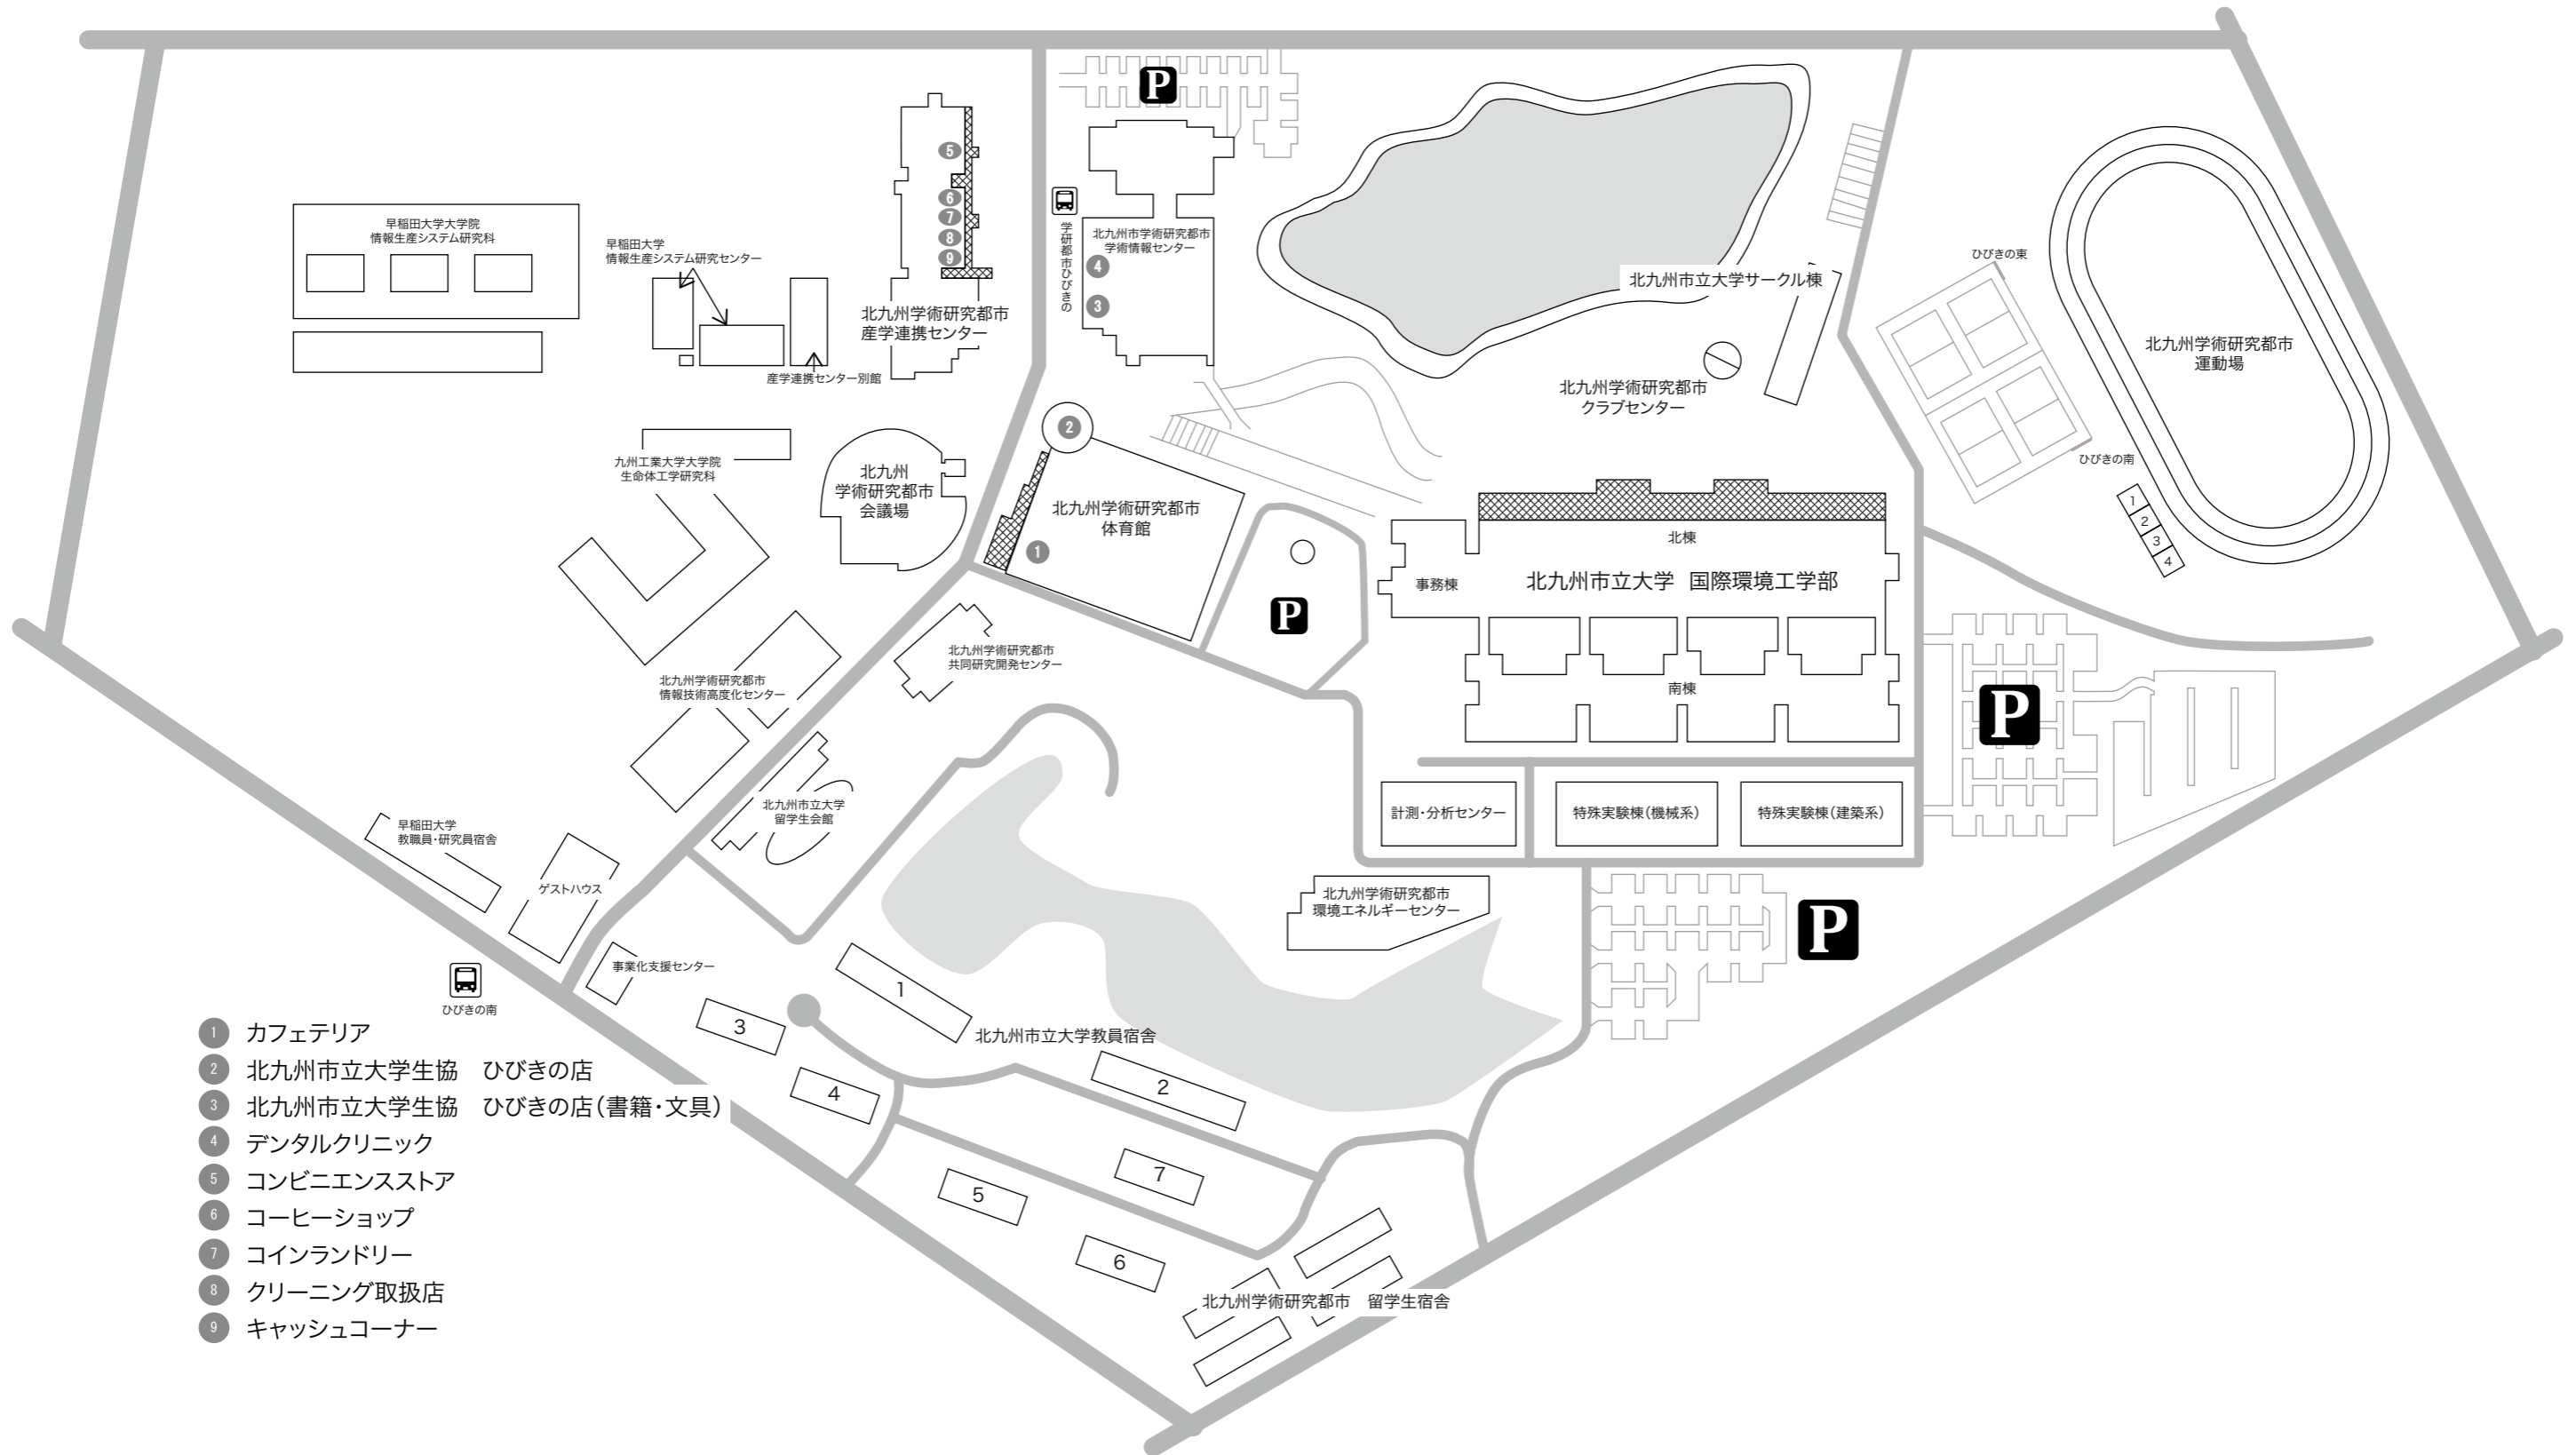 P
5
6
7
8
9
早稲田大学大学院
情報生産システム研究科
早稲田大学
情報生産システム研究センター
産学連携センター別館
北九州学術研究都市
産学連携センター
学研都市ひびきの
北九州市学術研究都市
学術情報センター
4
3
北九州市立大学サークル棟
北九州学術研究都市
クラブセンター
ひびきの東
ひびきの南
北九州学術研究都市
運動場
1
2
3
4
九州工業大学大学院
生命体工学研究科
北九州
学術研究都市
会議場
2
北九州学術研究都市
体育館
1
P
北棟
事務棟
北九州市立大学 国際環境工学部
南棟
P
北九州学術研究都市
共同研究開発センター
北九州学術研究都市
情報技術高度化センター
北九州市立大学
留学生会館
計測・分析センター
特殊実験棟(機械系)
特殊実験棟(建築系)
早稲田大学
教職員・研究員宿舎
ゲストハウス
北九州学術研究都市
環境エネルギーセンター
P
事業化支援センター
ひびきの南
1
3
北九州市立大学教員宿舎
4
2
7
5
6
北九州学術研究都市 留学生宿舎
1 カフェテリア
2 北九州市立大学生協 ひびきの店
3 北九州市立大学生協 ひびきの店(書籍・文具)
4 デンタルクリニック
5 コンビニエンスストア
6 コーヒーショップ
7 コインランドリー
8 クリーニング取扱店
9 キャッシュコーナー